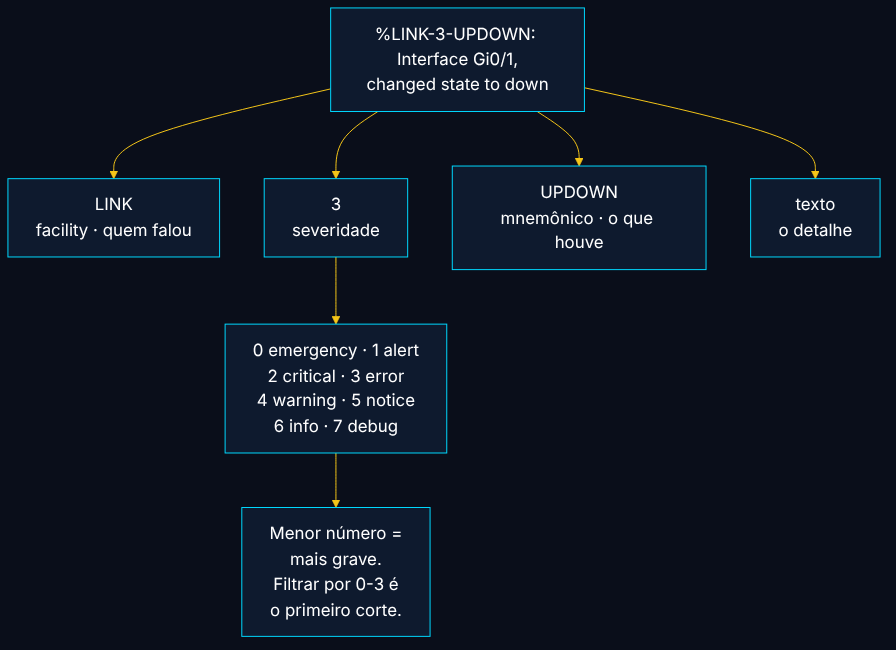 %LINK-3-UPDOWN:
Interface Gi0/1,
changed state to down
LINK
facility · quem falou
3
severidade
UPDOWN
mnemônico · o que
houve
texto
o detalhe
0 emergency · 1 alert
2 critical · 3 error
4 warning · 5 notice
6 info · 7 debug
Menor número =
mais grave.
Filtrar por 0-3 é
o primeiro corte.